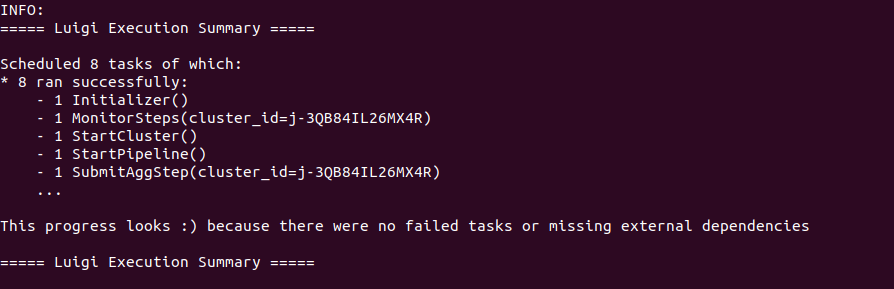 INFO:
===== Luigi Execution Summary =====
Scheduled 8 tasks of which:
* 8 ran successfully:
- 1 Initializer()
- 1 MonitorSteps(cluster_id=j-3QB84IL26MX4R)
- 1 StartCluster()
- 1 StartPipeline()
- 1 SubmitAggStep(cluster_id=j-3QB84IL26MX4R)
...
This progress looks :) because there were no failed tasks or missing external dependencies
===== Luigi Execution Summary =====